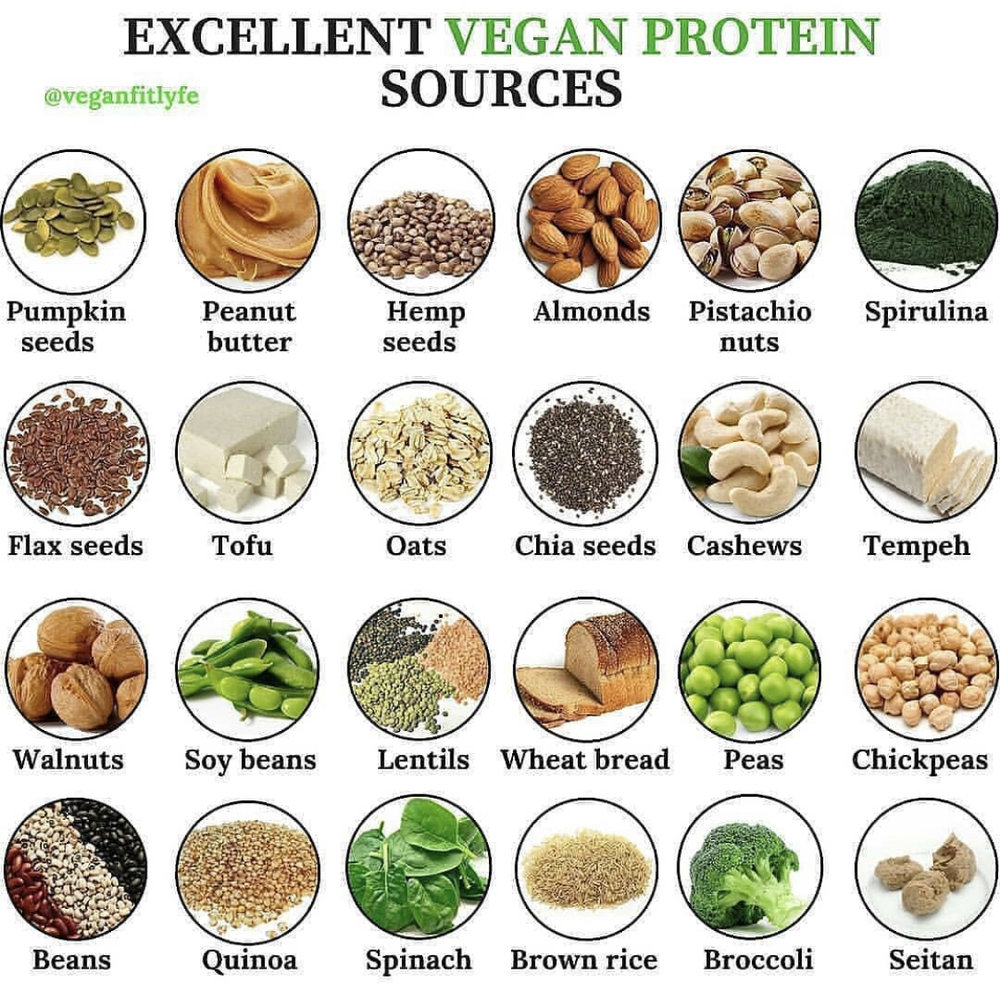 EXCELLENT VEGAN PROTEIN
SOURCES
@veganfitlyfe
Pumpkin
seeds
Peanut
butter
Hemp
seeds
Almonds
Pistachio
nuts
Spirulina
Flax seeds
Tofu
Oats
Chia seeds
Cashews
Tempeh
Walnuts
Soy beans
Lentils
Wheat bread
Peas
Chickpeas
Beans
Quinoa
Spinach
Brown rice
Broccoli
Seitan